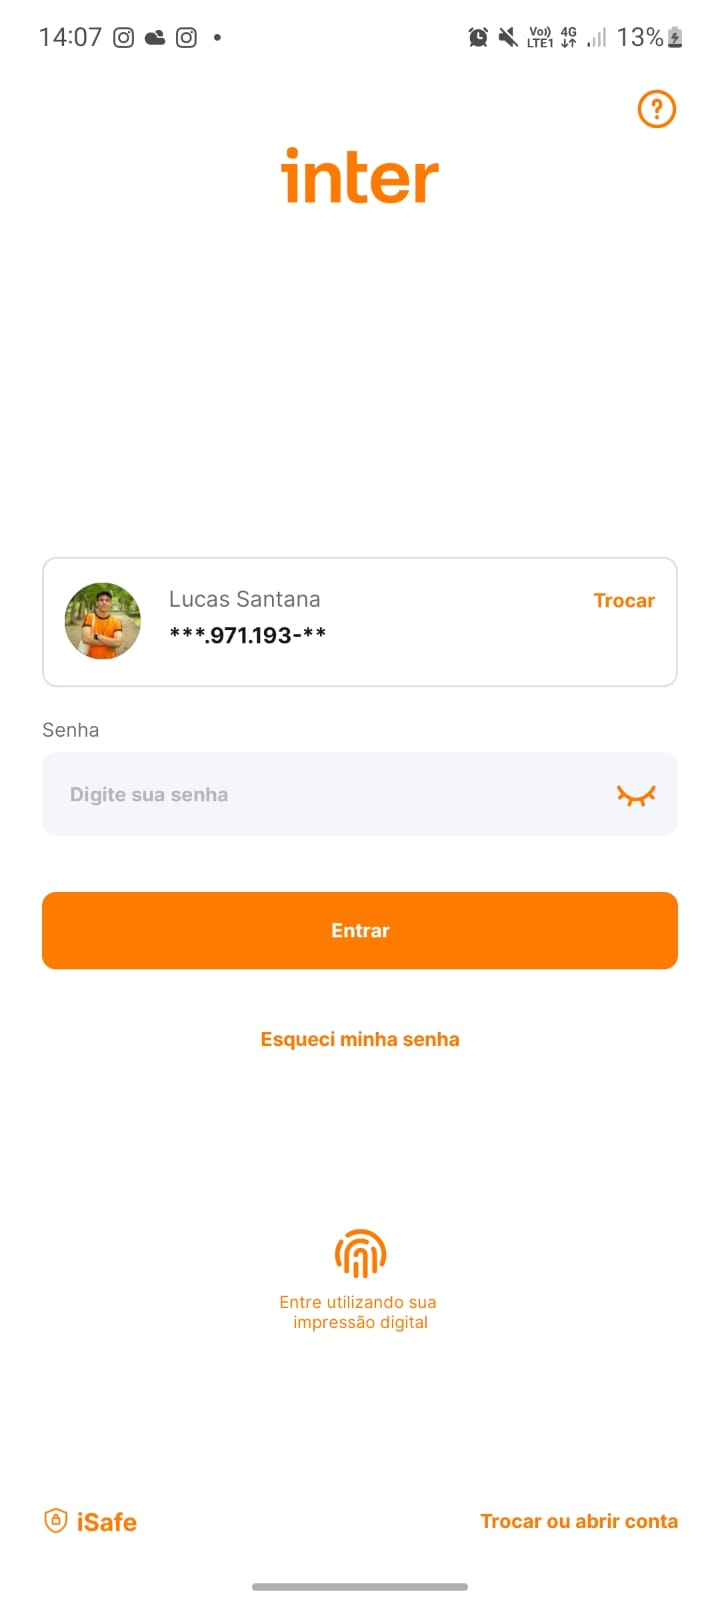 14:07
Vo)) 4G 13%
LTE1
?
inter
Lucas Santana
Trocar
***.971.193-**
Senha
Digite sua senha
Entrar
Esqueci minha senha
Entre utilizando sua
impressão digital
iSafe
Trocar ou abrir conta